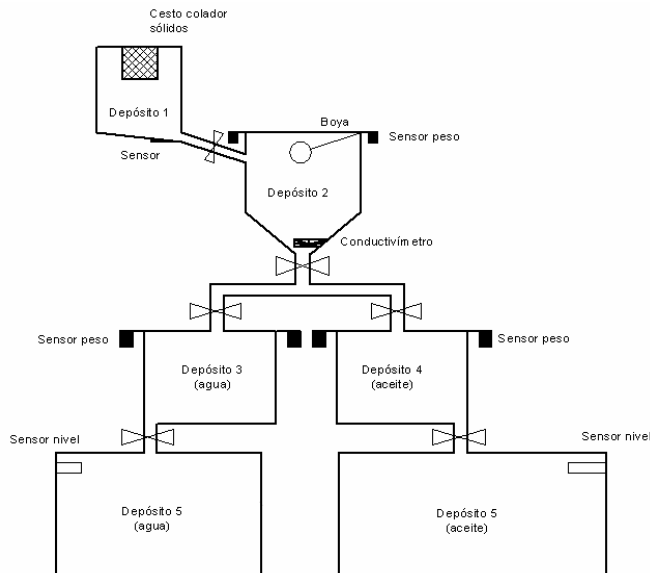 Cesto colador
sólidos
Depósito 1
Sensor
Boya
Sensor peso
Depósito 2
Conductivímetro
Sensor peso
Depósito 3
(agua)
Depósito 4
(aceite)
Sensor peso
Sensor nivel
Sensor nivel
Depósito 5
(agua)
Depósito 5
(aceite)